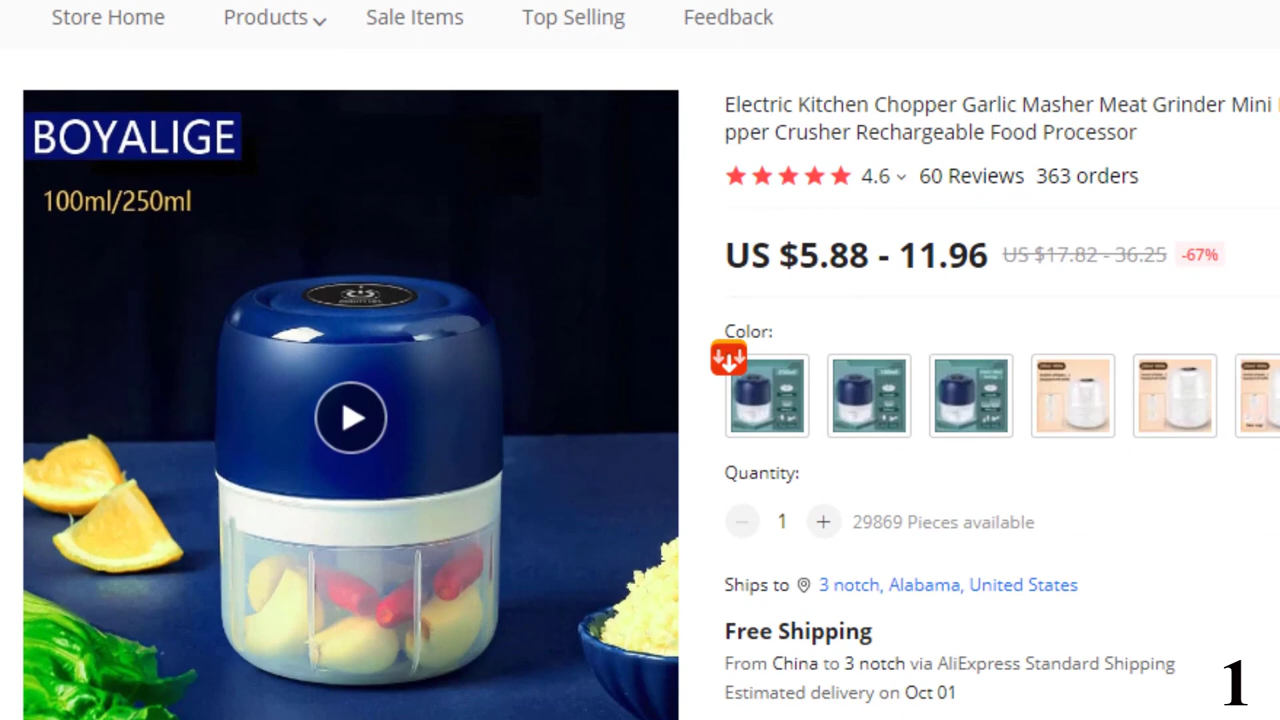 Store Home Products Sale Items Top Selling Feedback
BOYALIGE
100ml/250ml
Electric Kitchen Chopper Garlic Masher Meat Grinder Mini
pper Crusher Rechargeable Food Processor
4.6 60 Reviews 363 orders
US $5.88 - 11.96 US $17.82 - 36.25 -67%
Color:
Quantity:
1 29869 Pieces available
Ships to 3 notch, Alabama, United States
Free Shipping
From China to 3 notch via AliExpress Standard Shipping
Estimated delivery on Oct 01
1